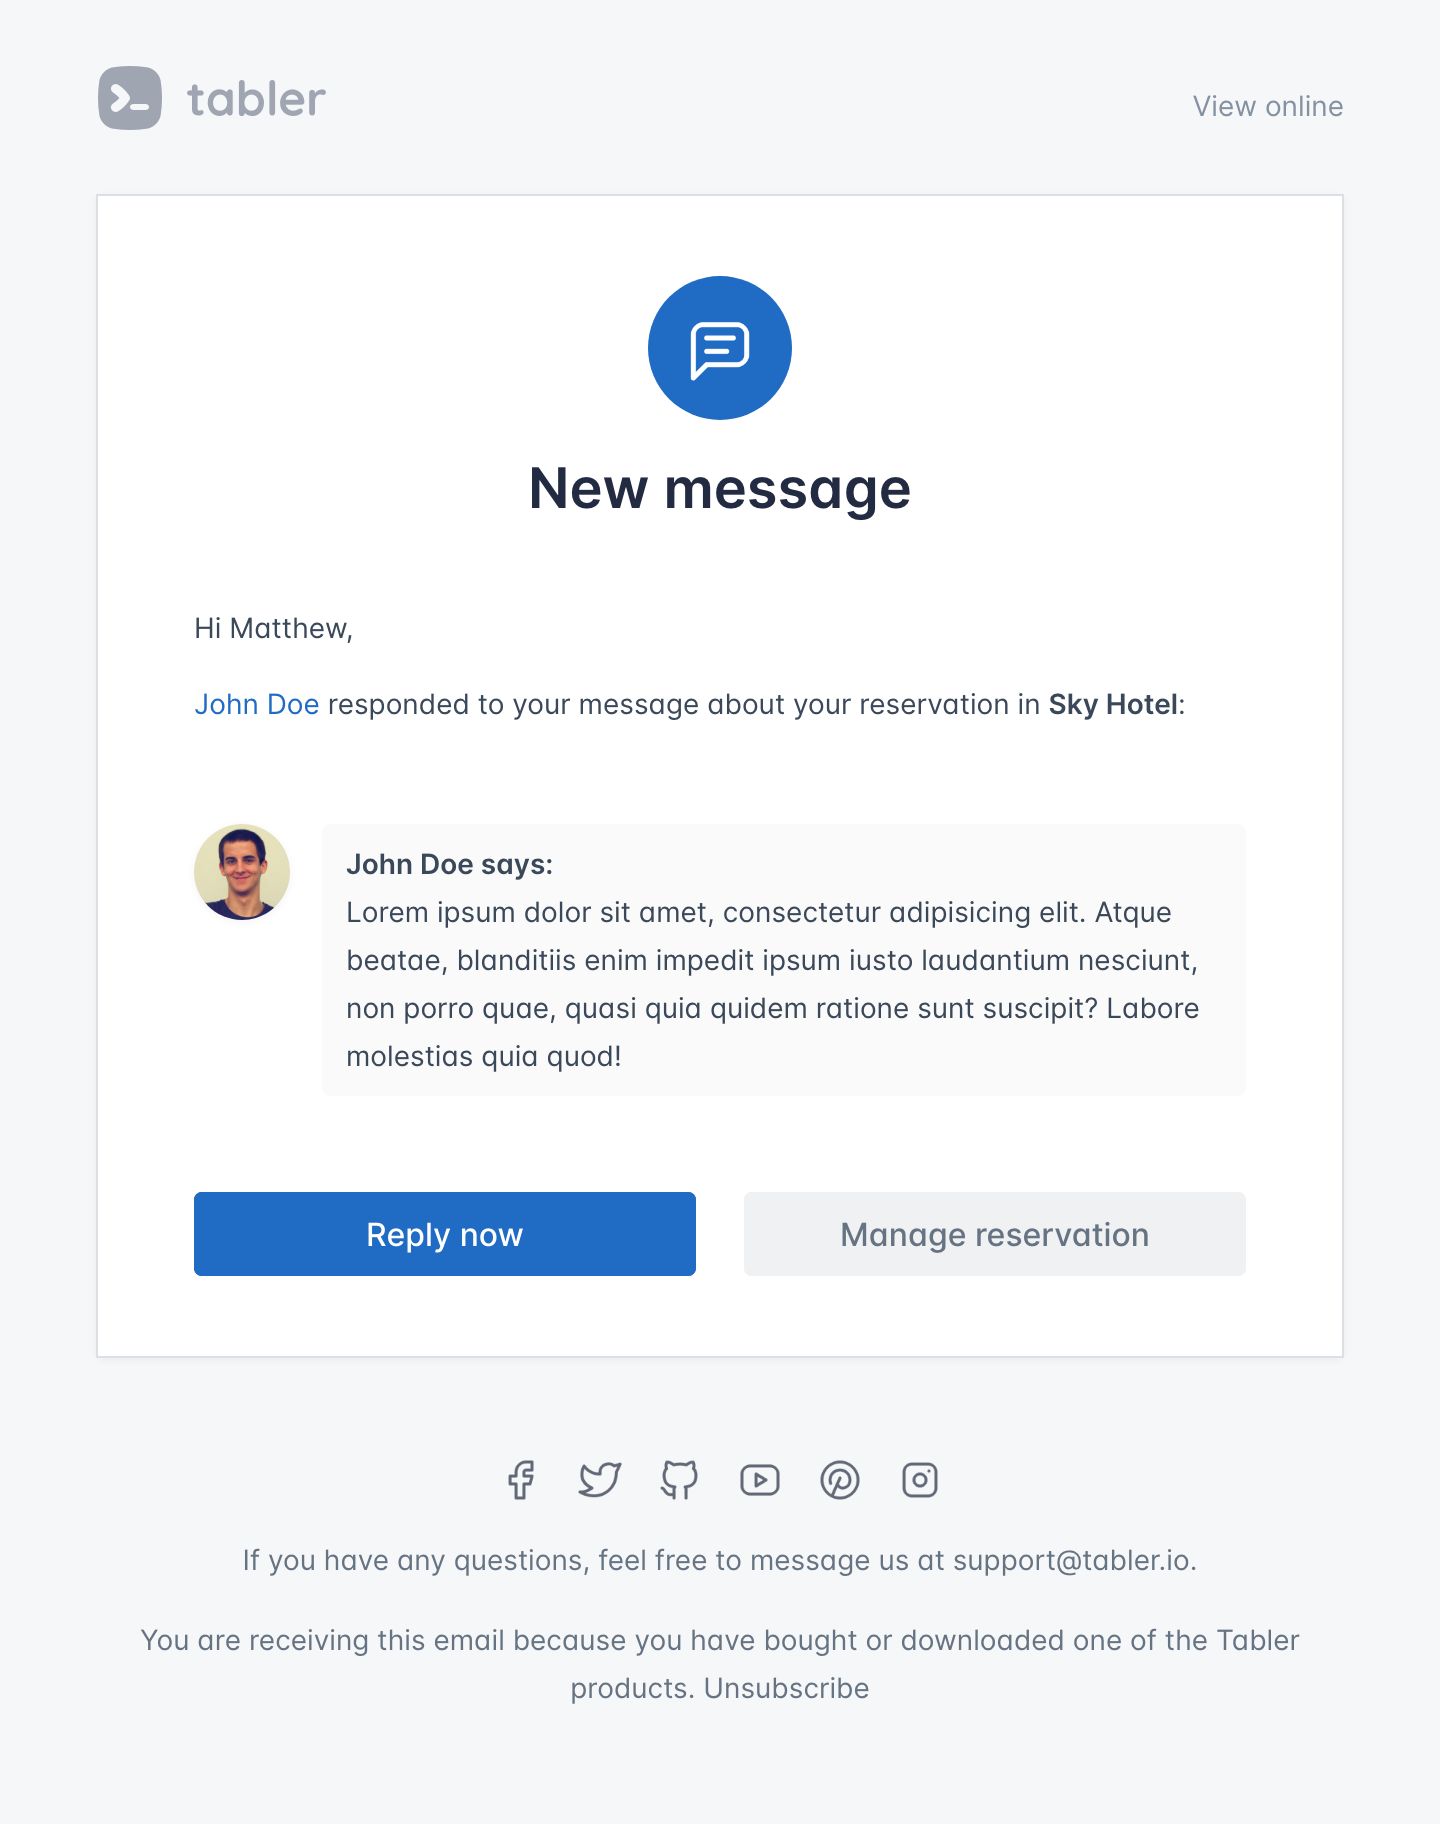 tabler
View online
New message
Hi Matthew,
John Doe responded to your message about your reservation in Sky Hotel:
John Doe says:
Lorem ipsum dolor sit amet, consectetur adipisicing elit. Atque
beatae, blanditiis enim impedit ipsum iusto laudantium nesciunt,
non porro quae, quasi quia quidem ratione sunt suscipit? Labore
molestias quia quod!
Reply now
Manage reservation
If you have any questions, feel free to message us at support@tabler.io.
You are receiving this email because you have bought or downloaded one of the Tabler
products. Unsubscribe